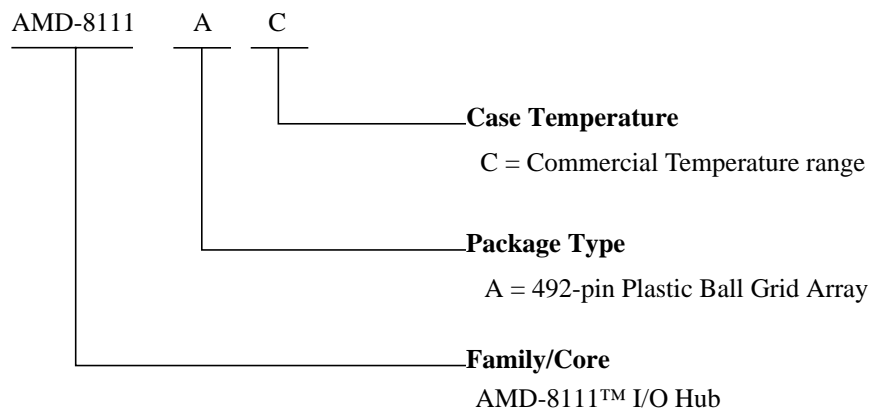 AMD-8111 A C
Case Temperature
C = Commercial Temperature range
Package Type
A = 492-pin Plastic Ball Grid Array
Family/Core
AMD-8111™ I/O Hub